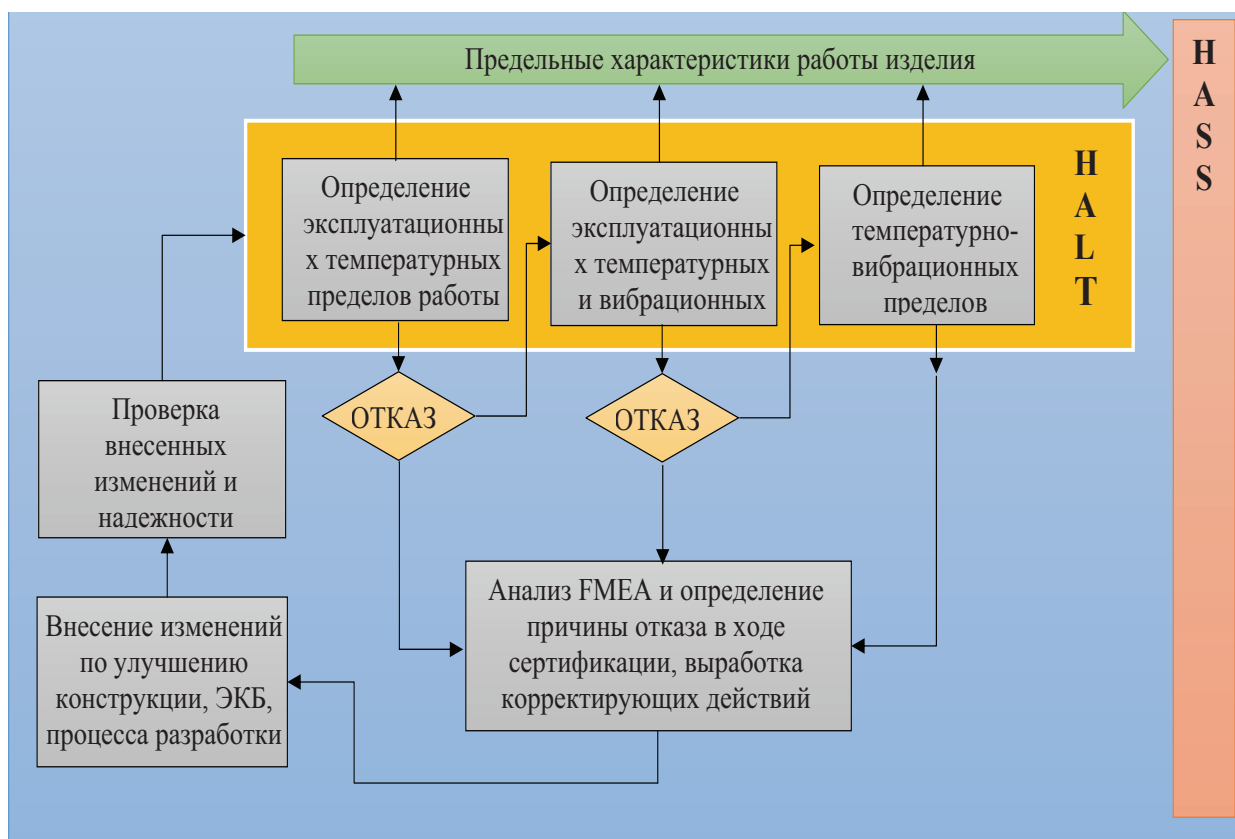 Предельные характеристики работы изделия
H
A
S
S
Определение
эксплуатационны
х температурных
пределов работы
Определение
эксплуатационны
х температурных
и вибрационных
Определение
температурно-
вибрационных
пределов
H
A
L
T
ОТКАЗ
ОТКАЗ
Проверка
внесенных
изменений и
надежности
Анализ FMEA и определение
причины отказа в ходе
сертификации, выработка
корректирующих действий
Внесение изменений
по улучшению
конструкции, ЭКБ,
процесса разработки